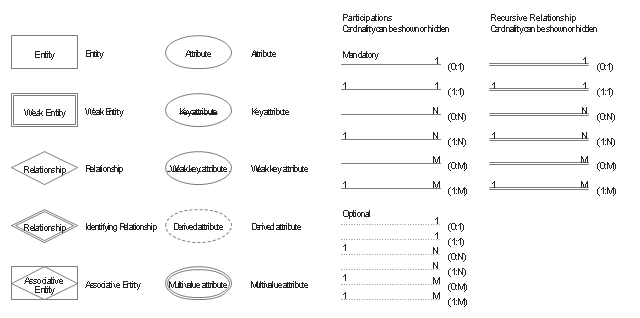 Participations
Cardnality can be shown or hidden
Recursive Relationship
Cardnality can be shown or hidden
Entity
Entity
Attribute
Attribute
Mandatory
1 (0:1)
1 (0:1)
1 1 (1:1)
1 1 (1:1)
Weak Entity
Weak Entity
Key attribute
Key attribute
N (0:N)
N (0:N)
1 N (1:N)
1 N (1:N)
Relationship
Relationship
Weak key attribute
Weak key attribute
M (0:M)
M (0:M)
1 M (1:M)
1 M (1:M)
Relationship
Identifying Relationship
Derived attribute
Derived attribute
Optional
1 (0:1)
1 (1:1)
1 N (0:N)
N (1:N)
Associative
Entity
Associative Entity
Multivalue attribute
Multivalue attribute
1 M (0:M)
1 M (1:M)